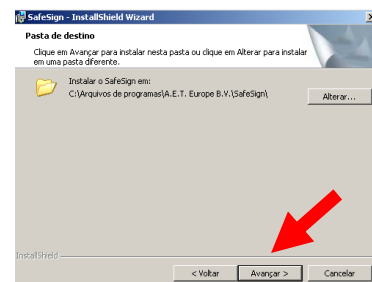 SafeSign - InstallShield Wizard
Pasta de destino
Clique em Avançar para instalar nesta pasta ou clique em Alterar para instalar
em uma pasta diferente.
Instalar o SafeSign em:
C:\Arquivos de programas\A.E.T. Europe B.V.\SafeSign\
Alterar...
InstallShield
< Voltar
Avançar >
Cancelar